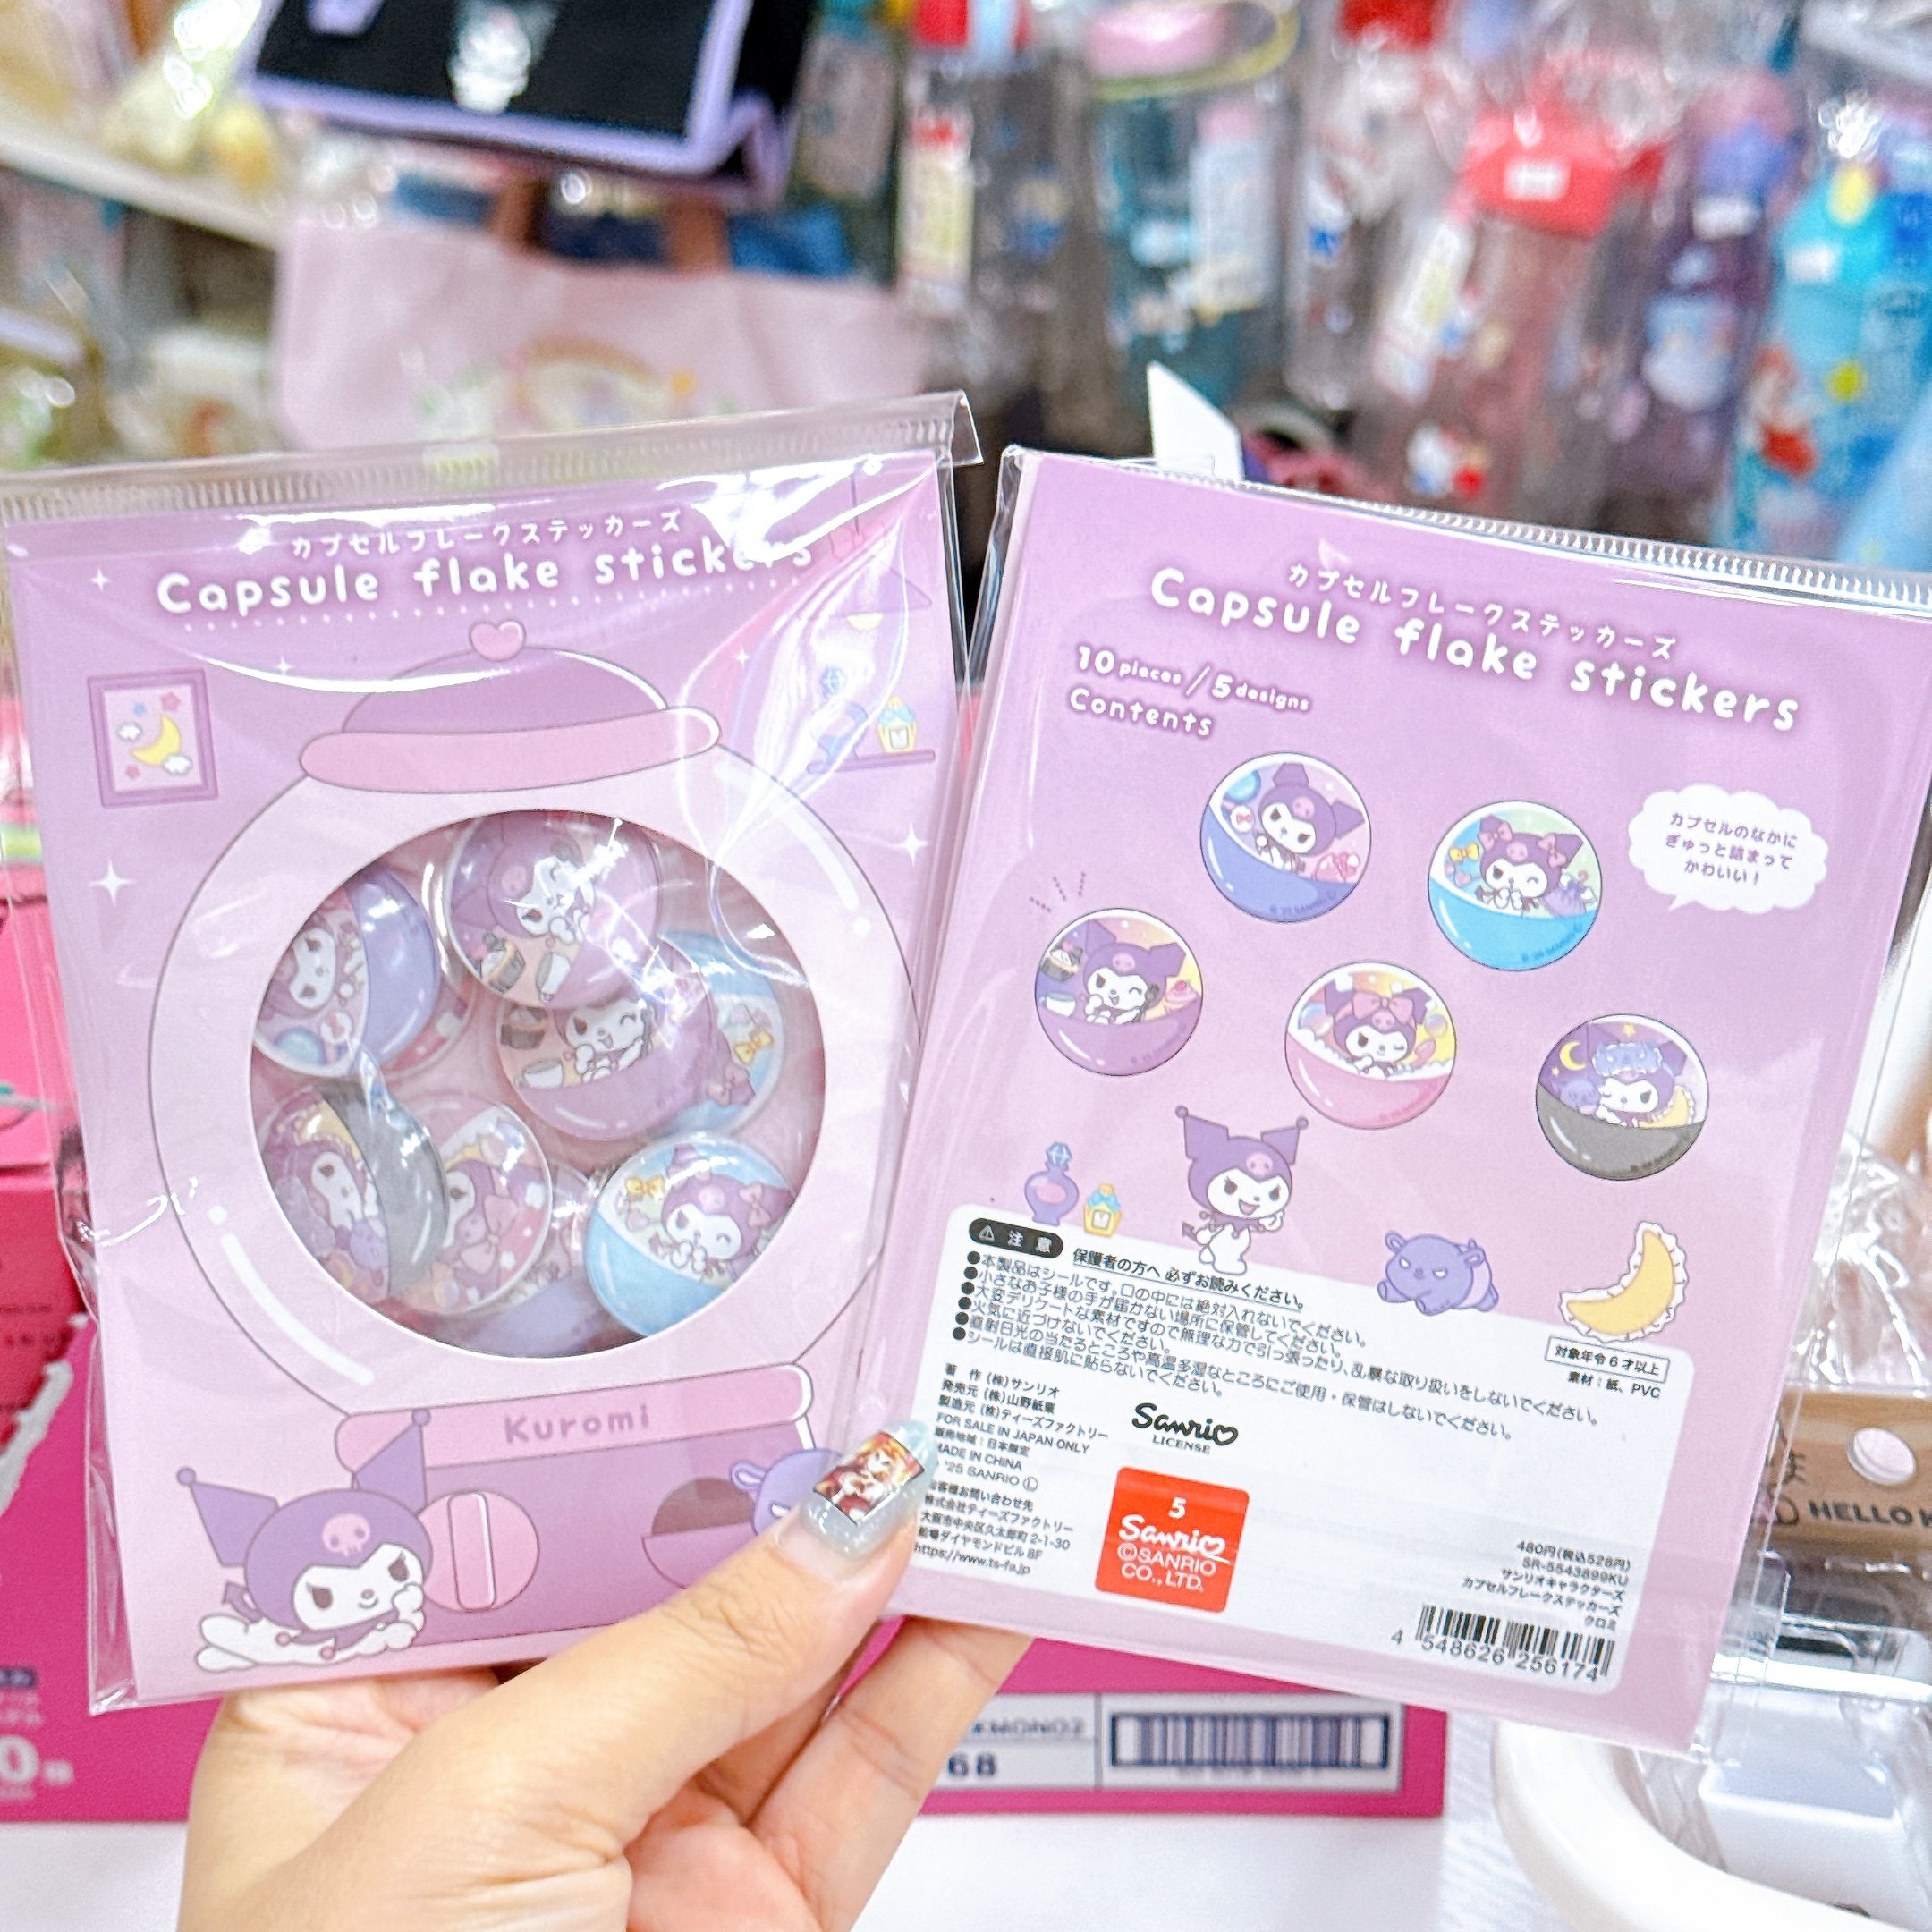 カプセルフレークステッカーズ
Capsule flake stickers
Kuromi
カプセルフレークステッカーズ
Capsule flake stickers
10pieces/5designs
Contents
カプセルのなかに
ぎゅっと詰まって
かわいい！
⚠ 注意 保護者の方へ 必ずお読みください。
●本製品はシールです。口の中には絶対入れないでください。
●小さなお子様の手が届かない場所に保管してください。
●大変デリケートな素材ですので無理な力で引っ張ったり、乱暴な取り扱いをしないでください。
●火気に近づけないでください。
●直射日光の当たるところや高温多湿なところにご使用・保管はしないでください。
●シールは直接肌に貼らないでください。
対象年令6才以上
素材：紙、PVC
著 作 (株)サンリオ
発売元 (株)山野紙業
製造元 (株)ティーズファクトリー
FOR SALE IN JAPAN ONLY
販売地域：日本限定
MADE IN CHINA
'25 SANRIO Ⓛ
お客様お問い合わせ先
株式会社ティーズファクトリー
大阪市中央区久太郎町2-1-30
船場ダイヤモンドビル8F
https://www.ts-fa.jp
Sanrio
LICENSE
5
Sanrio
©SANRIO
CO.,LTD.
480円(税込528円)
SR-5543899KU
サンリオキャラクターズ
カプセルフレークステッカーズ
クロミ
4 548626 256174
68
HELLO K